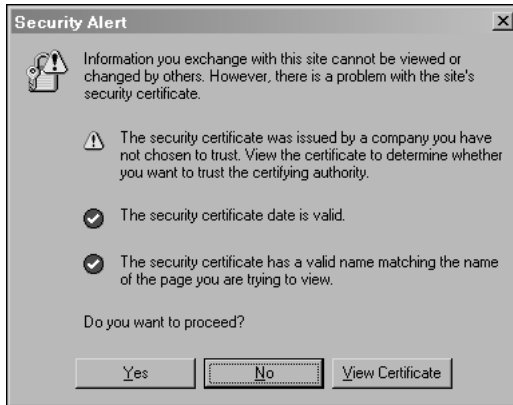 Security Alert
Information you exchange with this site cannot be viewed or
changed by others. However, there is a problem with the site's
security certificate.
The security certificate was issued by a company you have
not chosen to trust. View the certificate to determine whether
you want to trust the certifying authority.
The security certificate date is valid.
The security certificate has a valid name matching the name
of the page you are trying to view.
Do you want to proceed?
Yes No View Certificate